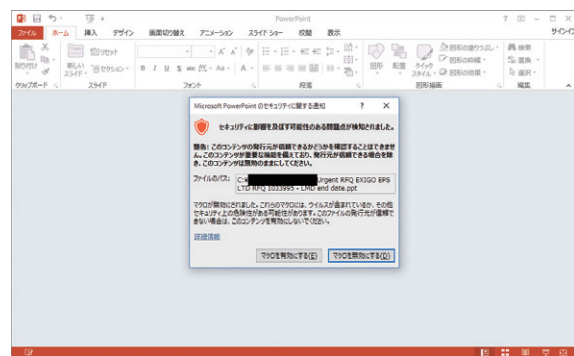 PowerPoint
ファイル ホーム 挿入 デザイン 画面切り替え アニメーション スライド ショー 校閲 表示 サインイン
貼り付け 新しいスライド リセット セクション 図形 配置 クイックスタイル 図形の塗りつぶし 図形の枠線 図形の効果 検索 置換 選択
クリップボード スライド フォント 段落 図形描画 編集
Microsoft PowerPoint のセキュリティに関する通知
セキュリティに影響を及ぼす可能性のある問題点が検知されました。
警告: このコンテンツの発行元が信頼できるかどうかを確認することはできませ
ん。このコンテンツが重要な機能を備えており、発行元が信頼できる場合を除
き、このコンテンツは無効のままにしてください。
ファイルのパス: C:¥ Urgent RFQ EXIGO EPS
LTD RFQ 1033995 - LMD end date.ppt
マクロが無効にされました。これらのマクロには、ウイルスが含まれているか、その他
セキュリティ上の危険性がある可能性があります。このファイルの発行元が信頼で
きない場合は、このコンテンツを有効にしないでください。
詳細情報
マクロを有効にする(E) マクロを無効にする(D)